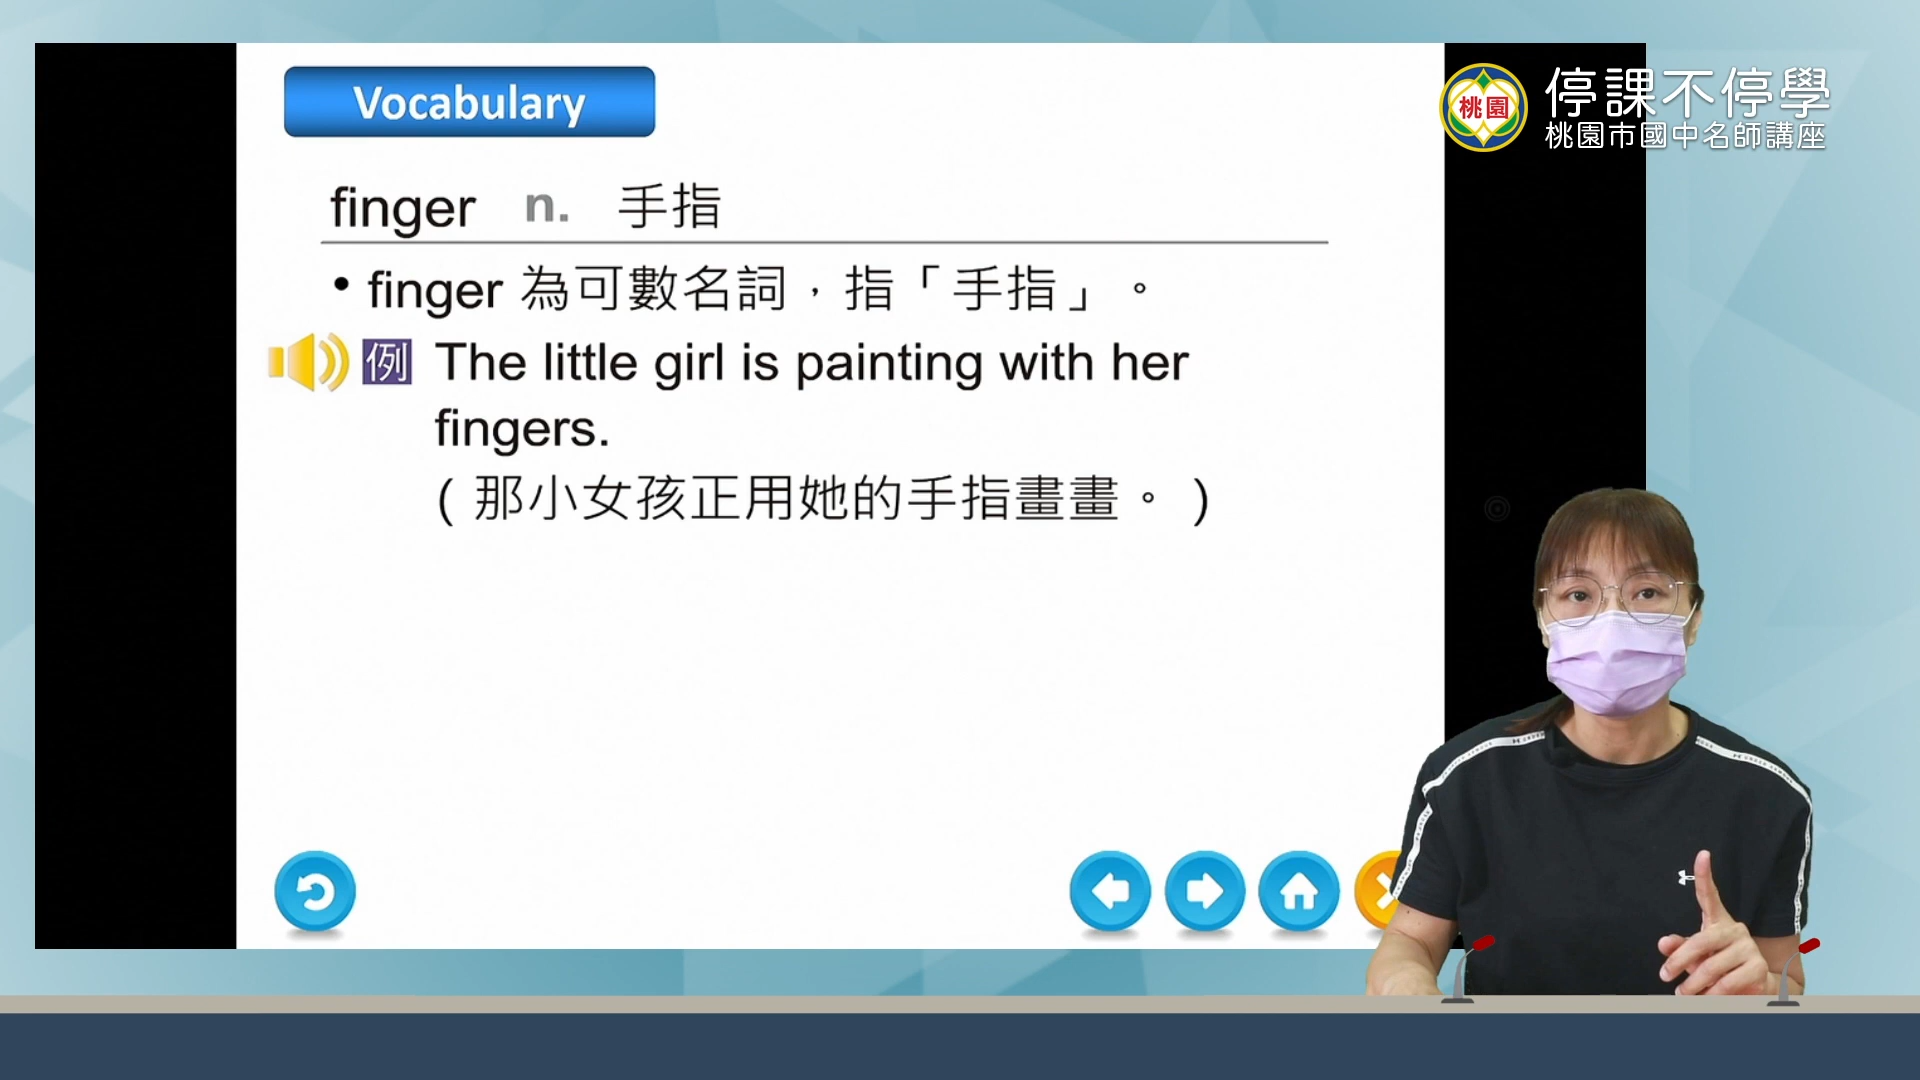 Vocabulary
桃園
停課不停學
桃園市國中名師講座
finger n. 手指
• finger 為可數名詞，指「手指」。
例 The little girl is painting with her
fingers.
( 那小女孩正用她的手指畫畫。 )